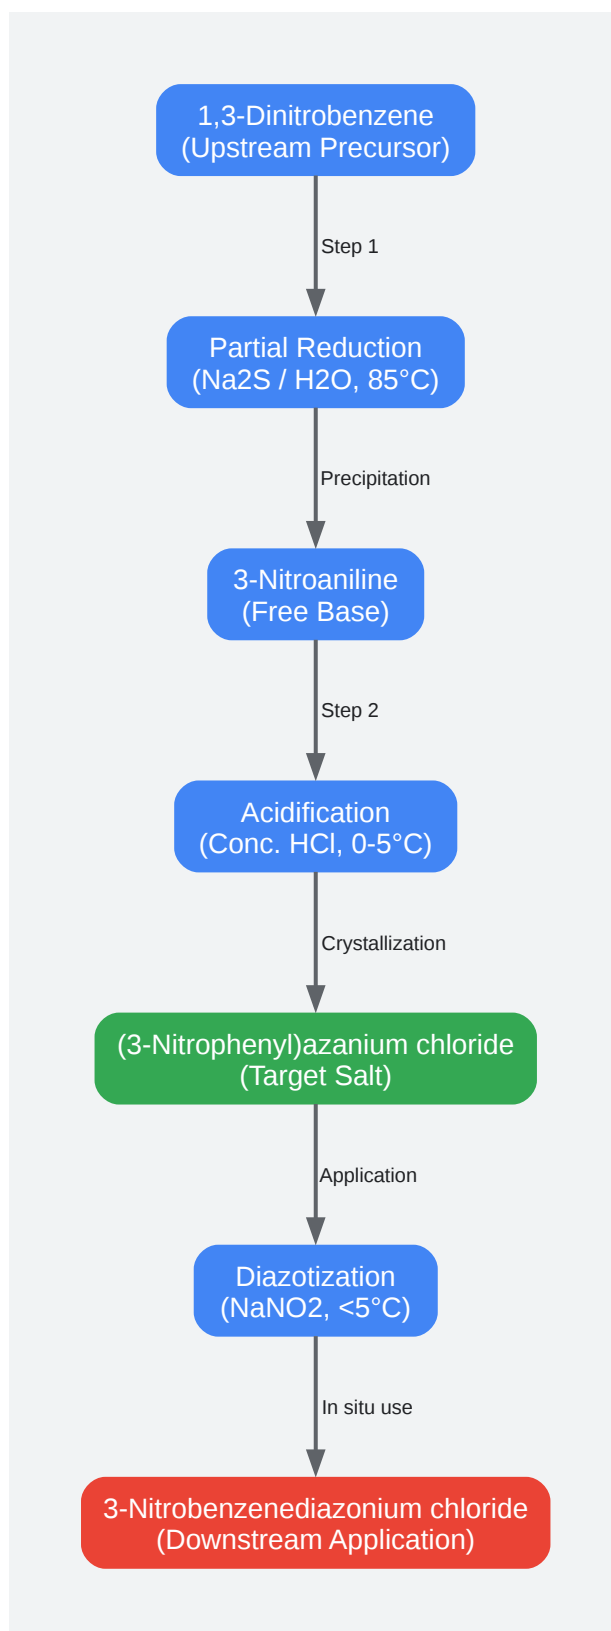 1,3-Dinitrobenzene
(Upstream Precursor)
Step 1
Partial Reduction
(Na2S / H2O, 85°C)
Precipitation
3-Nitroaniline
(Free Base)
Step 2
Acidification
(Conc. HCl, 0-5°C)
Crystallization
(3-Nitrophenyl)azanium chloride
(Target Salt)
Application
Diazotization
(NaNO2, <5°C)
In situ use
3-Nitrobenzenediazonium chloride
(Downstream Application)